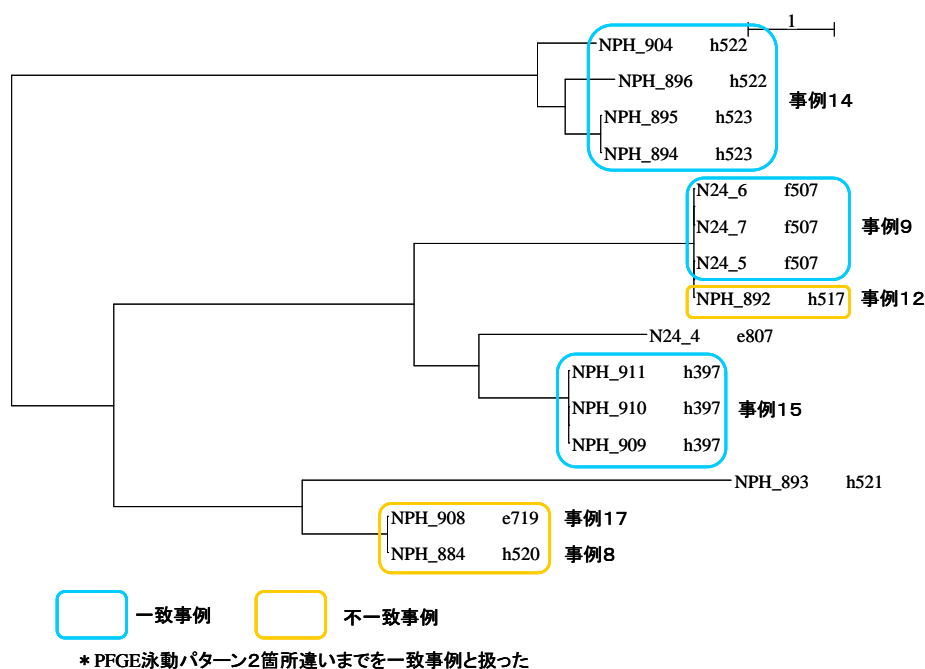 1
NPH_904 h522
NPH_896 h522
事例14
NPH_895 h523
NPH_894 h523
N24_6 f507
N24_7 f507
事例9
N24_5 f507
NPH_892 h517 事例12
N24_4 e807
NPH_911 h397
NPH_910 h397 事例15
NPH_909 h397
NPH_893 h521
NPH_908 e719 事例17
NPH_884 h520 事例8
一致事例 不一致事例
*PFGE泳動パターン2箇所違いまでを一致事例と扱った